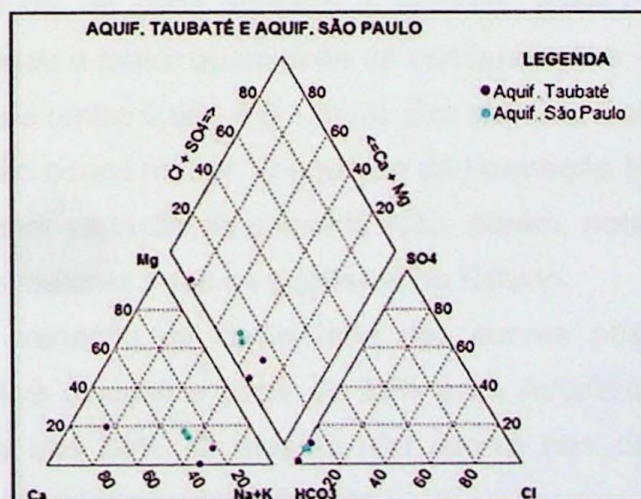 AQUIF. TAUBATÉ E AQUIF. SÃO PAULO
LEGENDA
Aquif. Taubaté
Aquif. São Paulo
Cl + SO4=>
<=Ca + Mg
80
80
60
60
40
40
20
20
Mg
SO4
80
80
60
60
40
40
20
20
80
60
40
20
20
40
60
80
Ca
Na+K
HCO3
Cl